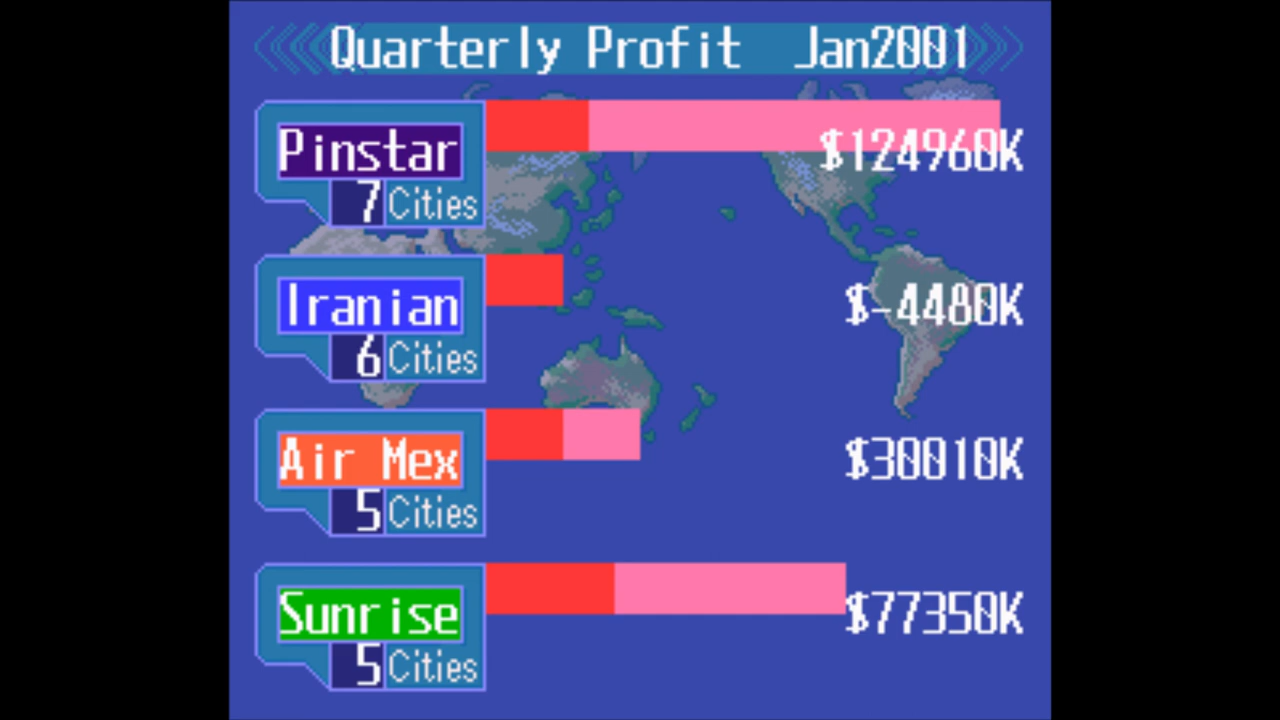 Quarterly Profit Jan2001
Pinstar
$124960K
7 Cities
Iranian
$-4480K
6 Cities
Air Mex
$30010K
5 Cities
Sunrise
$77350K
5 Cities